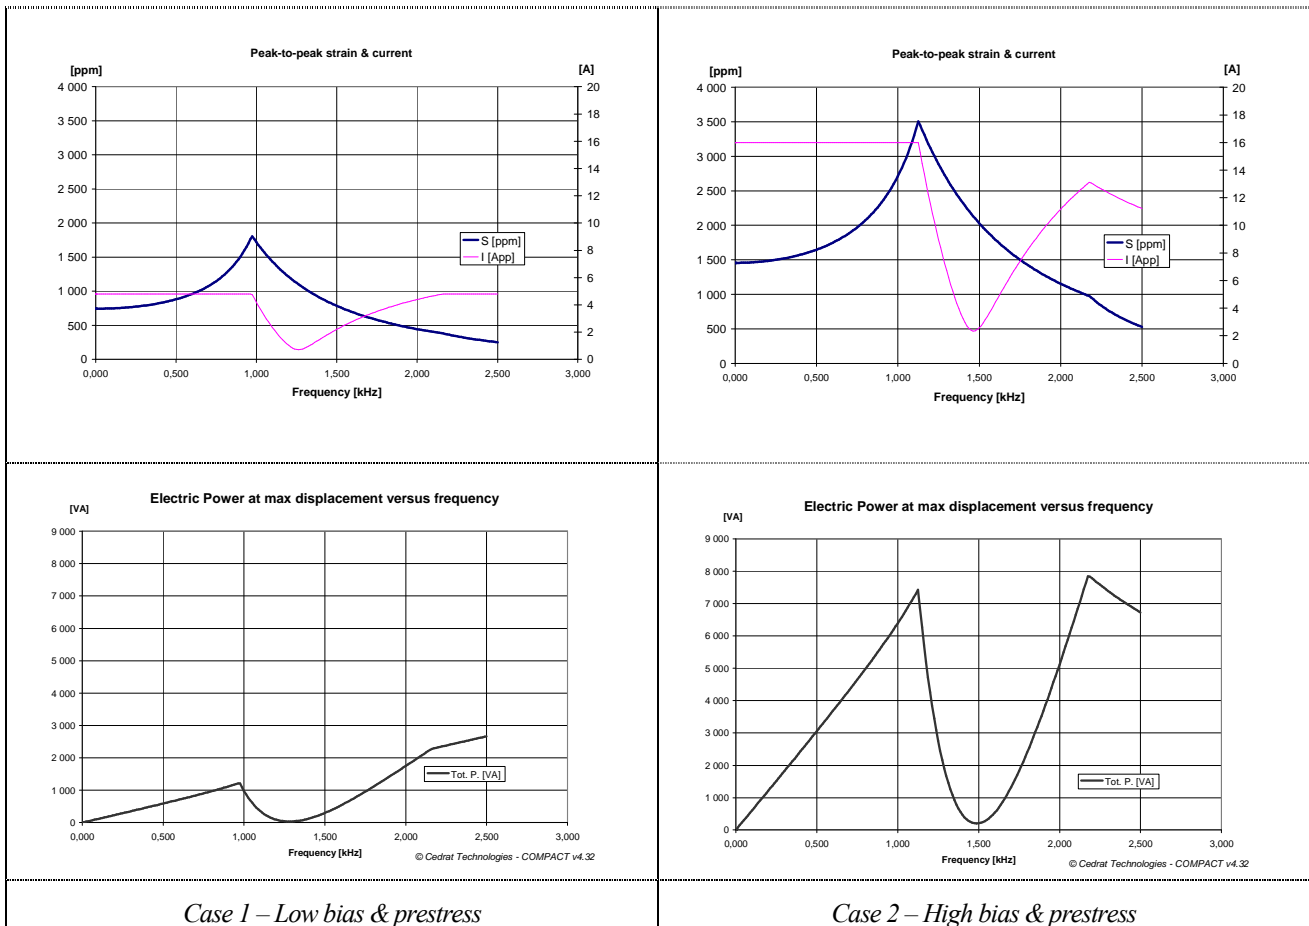 Peak-to-peak strain & current
[ppm] [A]
4 000 20
3 500 18
3 000 16
2 500 14
2 000 12
1 500 10
1 000 8
500 6
0 4
2
0
S [ppm]
I [App]
0,000 0,500 1,000 1,500 2,000 2,500 3,000
Frequency [kHz]
Peak-to-peak strain & current
[ppm] [A]
4 000 20
3 500 18
3 000 16
2 500 14
2 000 12
1 500 10
1 000 8
500 6
0 4
2
0
S [ppm]
I [App]
0,000 0,500 1,000 1,500 2,000 2,500 3,000
Frequency [kHz]
Electric Power at max displacement versus frequency
[VA]
9 000
8 000
7 000
6 000
5 000
4 000
3 000
2 000
1 000
0
Tot. P. [VA]
0,000 0,500 1,000 1,500 2,000 2,500 3,000
Frequency [kHz]
© Cedrat Technologies - COMPACT v4.32
Electric Power at max displacement versus frequency
[VA]
9 000
8 000
7 000
6 000
5 000
4 000
3 000
2 000
1 000
0
Tot. P. [VA]
0,000 0,500 1,000 1,500 2,000 2,500 3,000
Frequency [kHz]
© Cedrat Technologies - COMPACT v4.32
Case 1 – Low bias & prestress
Case 2 – High bias & prestress